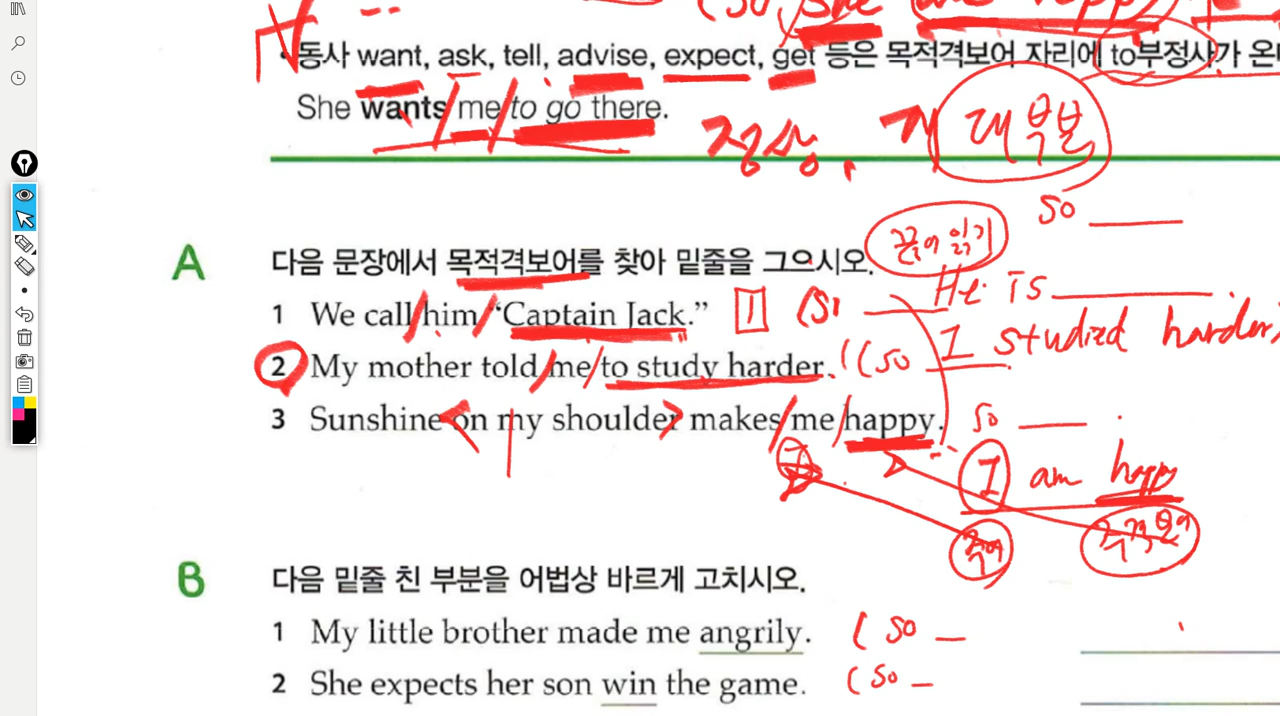 (so, she
동사 want, ask, tell, advise, expect, get 등은 목적격보어 자리에 to부정사가 온
She wants me to go there.
대부분
so
A
다음 문장에서 목적격보어를 찾아 밑줄을 그으시오.
끊어 읽기
1 We call him “Captain Jack.”
He is
2 My mother told me to study harder. (so
I studied harder
3 Sunshine on my shoulder makes me happy.
so
I am happy
주어
주격보어
B
다음 밑줄 친 부분을 어법상 바르게 고치시오.
1 My little brother made me angrily. (so
2 She expects her son win the game. (so